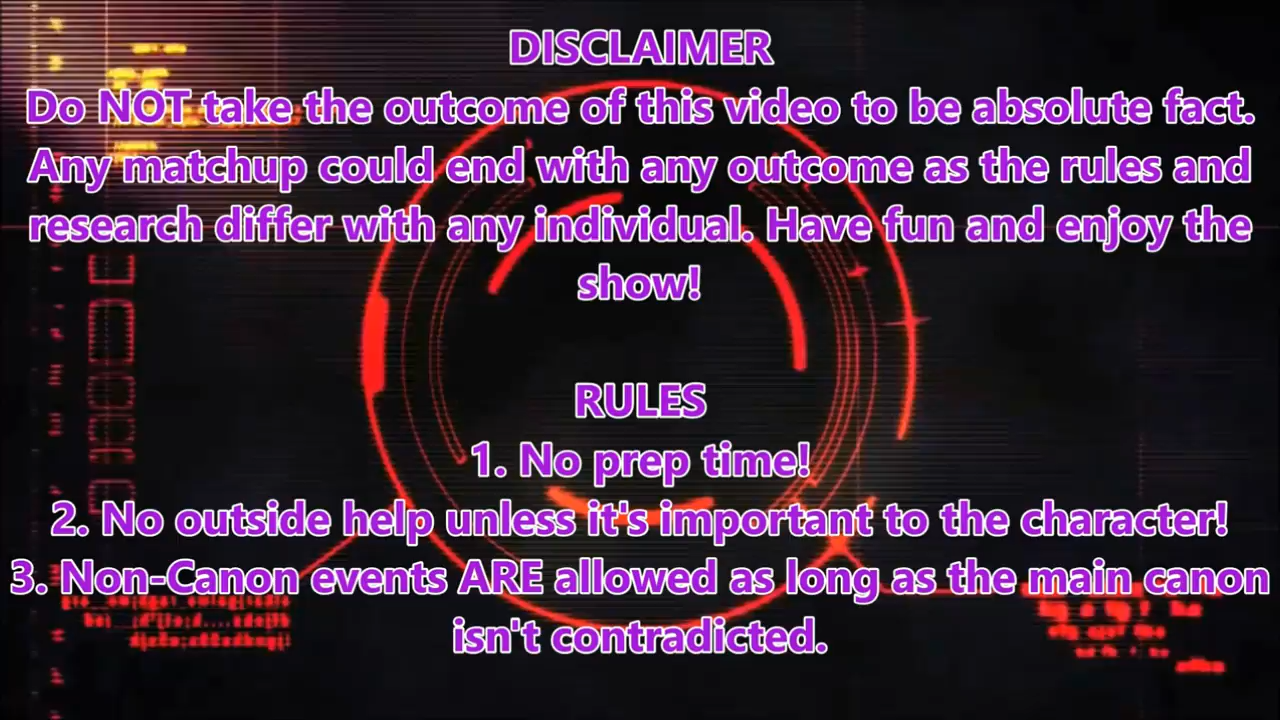 DISCLAIMER
Do NOT take the outcome of this video to be absolute fact.
Any matchup could end with any outcome as the rules and
research differ with any individual. Have fun and enjoy the
show!
RULES
1. No prep time!
2. No outside help unless it's important to the character!
3. Non-Canon events ARE allowed as long as the main canon
isn't contradicted.